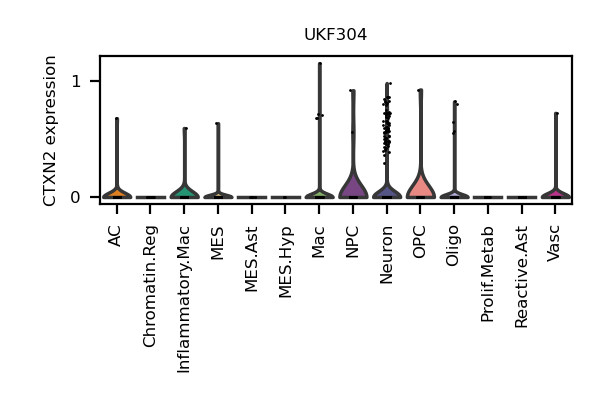 UKF304
CTXN2 expression
1
0
AC
Chromatin.Reg
Inflammatory.Mac
MES
MES.Ast
MES.Hyp
Mac
NPC
Neuron
OPC
Oligo
Prolif.Metab
Reactive.Ast
Vasc